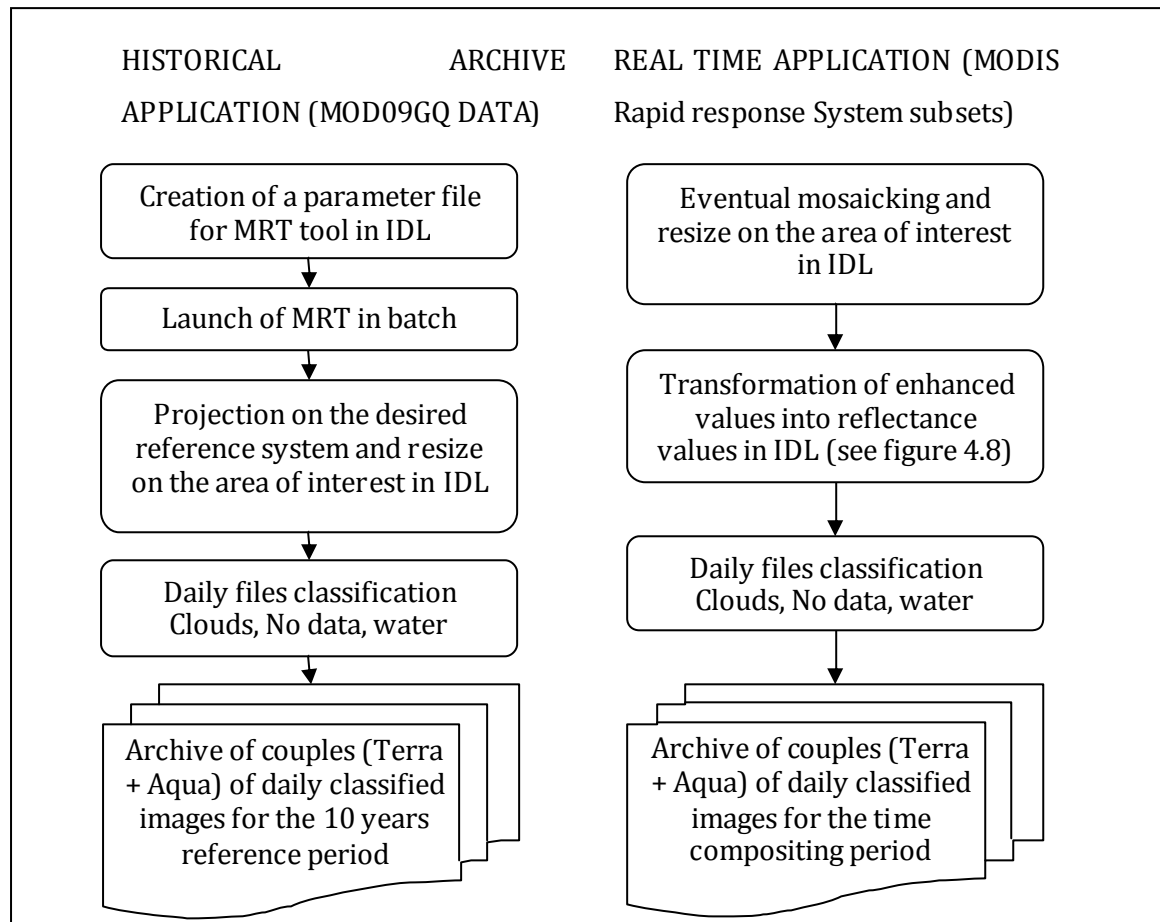 HISTORICAL ARCHIVE
APPLICATION (MOD09GQ DATA)
Creation of a parameter file
for MRT tool in IDL
Launch of MRT in batch
Projection on the desired
reference system and resize
on the area of interest in IDL
Daily files classification
Clouds, No data, water
Archive of couples (Terra
+ Aqua) of daily classified
images for the 10 years
reference period
REAL TIME APPLICATION (MODIS
Rapid response System subsets)
Eventual mosaicking and
resize on the area of interest
in IDL
Transformation of enhanced
values into reflectance
values in IDL (see figure 4.8)
Daily files classification
Clouds, No data, water
Archive of couples (Terra
+ Aqua) of daily classified
images for the time
compositing period